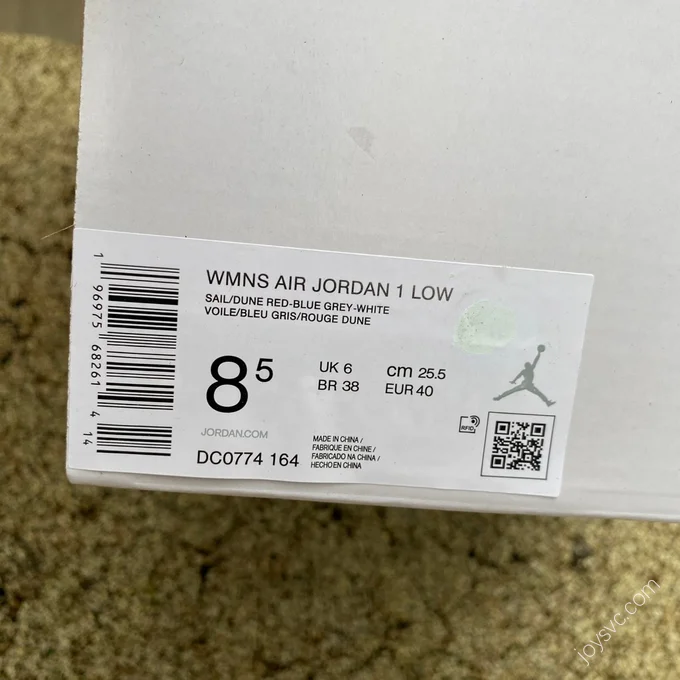 WMNS AIR JORDAN 1 LOW
SAIL/DUNE RED-BLUE GREY-WHITE
VOILE/BLEU GRIS/ROUGE DUNE
8⁵
UK 6
BR 38
cm 25.5
EUR 40
JORDAN.COM
DC0774 164
MADE IN CHINA /
FABRIQUE EN CHINE /
FABRICADO NA CHINA /
HECHO EN CHINA
RFID
1 96975 68261 4 14
joysvc.com